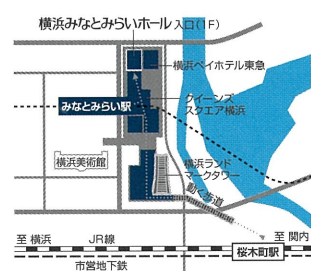 横浜みなとみらいホール 入口(1F)
横浜ベイホテル東急
みなとみらい駅
クイーンズ
スクエア横浜
横浜美術館
横浜ランド
マークタワー
動く歩道
至 横浜
JR線
至 関内
桜木町駅
市営地下鉄